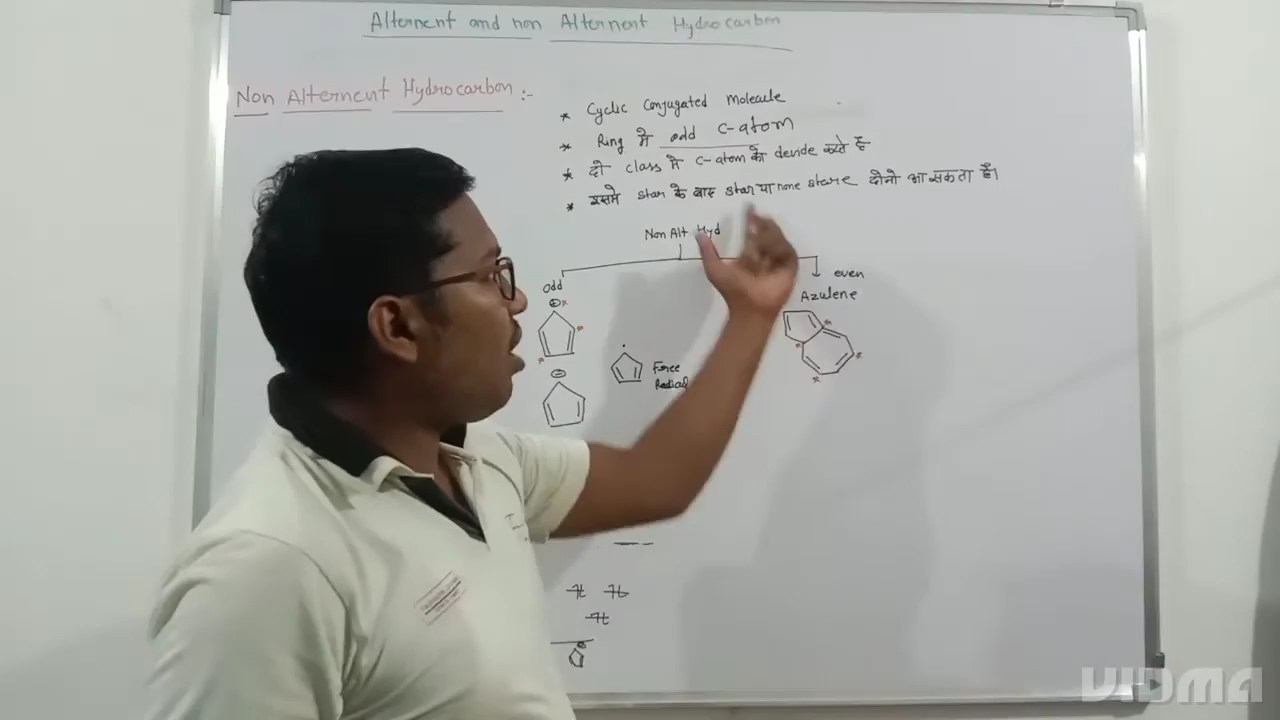 Alternent and non Alternent Hydrocarbon
Non Alternent Hydrocarbon :-
* Cyclic Conjugated Molecule
* Ring मे odd C-atom
* दो class मे C-atom को devide करते है
* इसमे star के बाद star या none stare दोनो आ सकता है।
Non Alt Hyd
odd
even
Azulene
Free
Radial
VIDMA